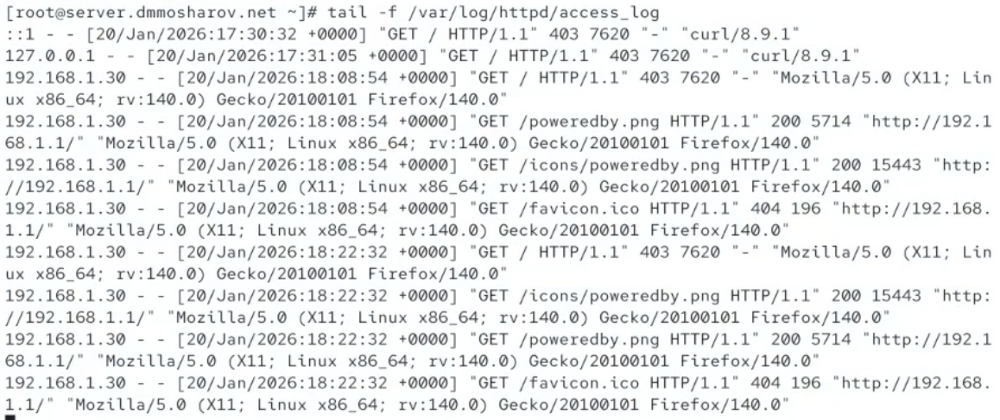 [root@server.dmmosharov.net ~]# tail -f /var/log/httpd/access_log
::1 - - [20/Jan/2026:17:30:32 +0000] "GET / HTTP/1.1" 403 7620 "-" "curl/8.9.1"
127.0.0.1 - - [20/Jan/2026:17:31:05 +0000] "GET / HTTP/1.1" 403 7620 "-" "curl/8.9.1"
192.168.1.30 - - [20/Jan/2026:18:08:54 +0000] "GET / HTTP/1.1" 403 7620 "-" "Mozilla/5.0 (X11; Lin
ux x86_64; rv:140.0) Gecko/20100101 Firefox/140.0"
192.168.1.30 - - [20/Jan/2026:18:08:54 +0000] "GET /poweredby.png HTTP/1.1" 200 5714 "http://192.1
68.1.1/" "Mozilla/5.0 (X11; Linux x86_64; rv:140.0) Gecko/20100101 Firefox/140.0"
192.168.1.30 - - [20/Jan/2026:18:08:54 +0000] "GET /icons/poweredby.png HTTP/1.1" 200 15443 "http:
//192.168.1.1/" "Mozilla/5.0 (X11; Linux x86_64; rv:140.0) Gecko/20100101 Firefox/140.0"
192.168.1.30 - - [20/Jan/2026:18:08:54 +0000] "GET /favicon.ico HTTP/1.1" 404 196 "http://192.168.
1.1/" "Mozilla/5.0 (X11; Linux x86_64; rv:140.0) Gecko/20100101 Firefox/140.0"
192.168.1.30 - - [20/Jan/2026:18:22:32 +0000] "GET / HTTP/1.1" 403 7620 "-" "Mozilla/5.0 (X11; Lin
ux x86_64; rv:140.0) Gecko/20100101 Firefox/140.0"
192.168.1.30 - - [20/Jan/2026:18:22:32 +0000] "GET /icons/poweredby.png HTTP/1.1" 200 15443 "http:
//192.168.1.1/" "Mozilla/5.0 (X11; Linux x86_64; rv:140.0) Gecko/20100101 Firefox/140.0"
192.168.1.30 - - [20/Jan/2026:18:22:32 +0000] "GET /poweredby.png HTTP/1.1" 200 5714 "http://192.1
68.1.1/" "Mozilla/5.0 (X11; Linux x86_64; rv:140.0) Gecko/20100101 Firefox/140.0"
192.168.1.30 - - [20/Jan/2026:18:22:32 +0000] "GET /favicon.ico HTTP/1.1" 404 196 "http://192.168.
1.1/" "Mozilla/5.0 (X11; Linux x86_64; rv:140.0) Gecko/20100101 Firefox/140.0"